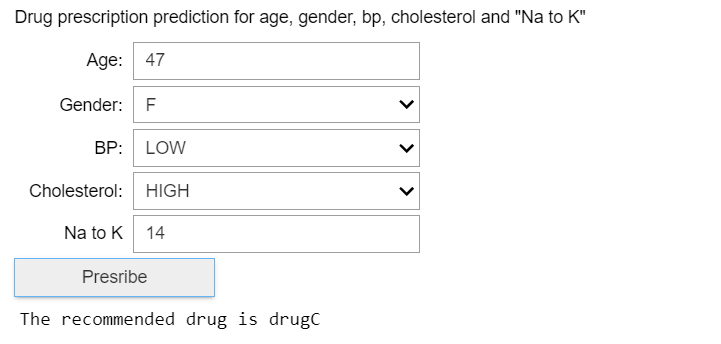 Drug prescription prediction for age, gender, bp, cholesterol and "Na to K"
Age: 47
Gender: F
BP: LOW
Cholesterol: HIGH
Na to K 14
Presribe
The recommended drug is drugC